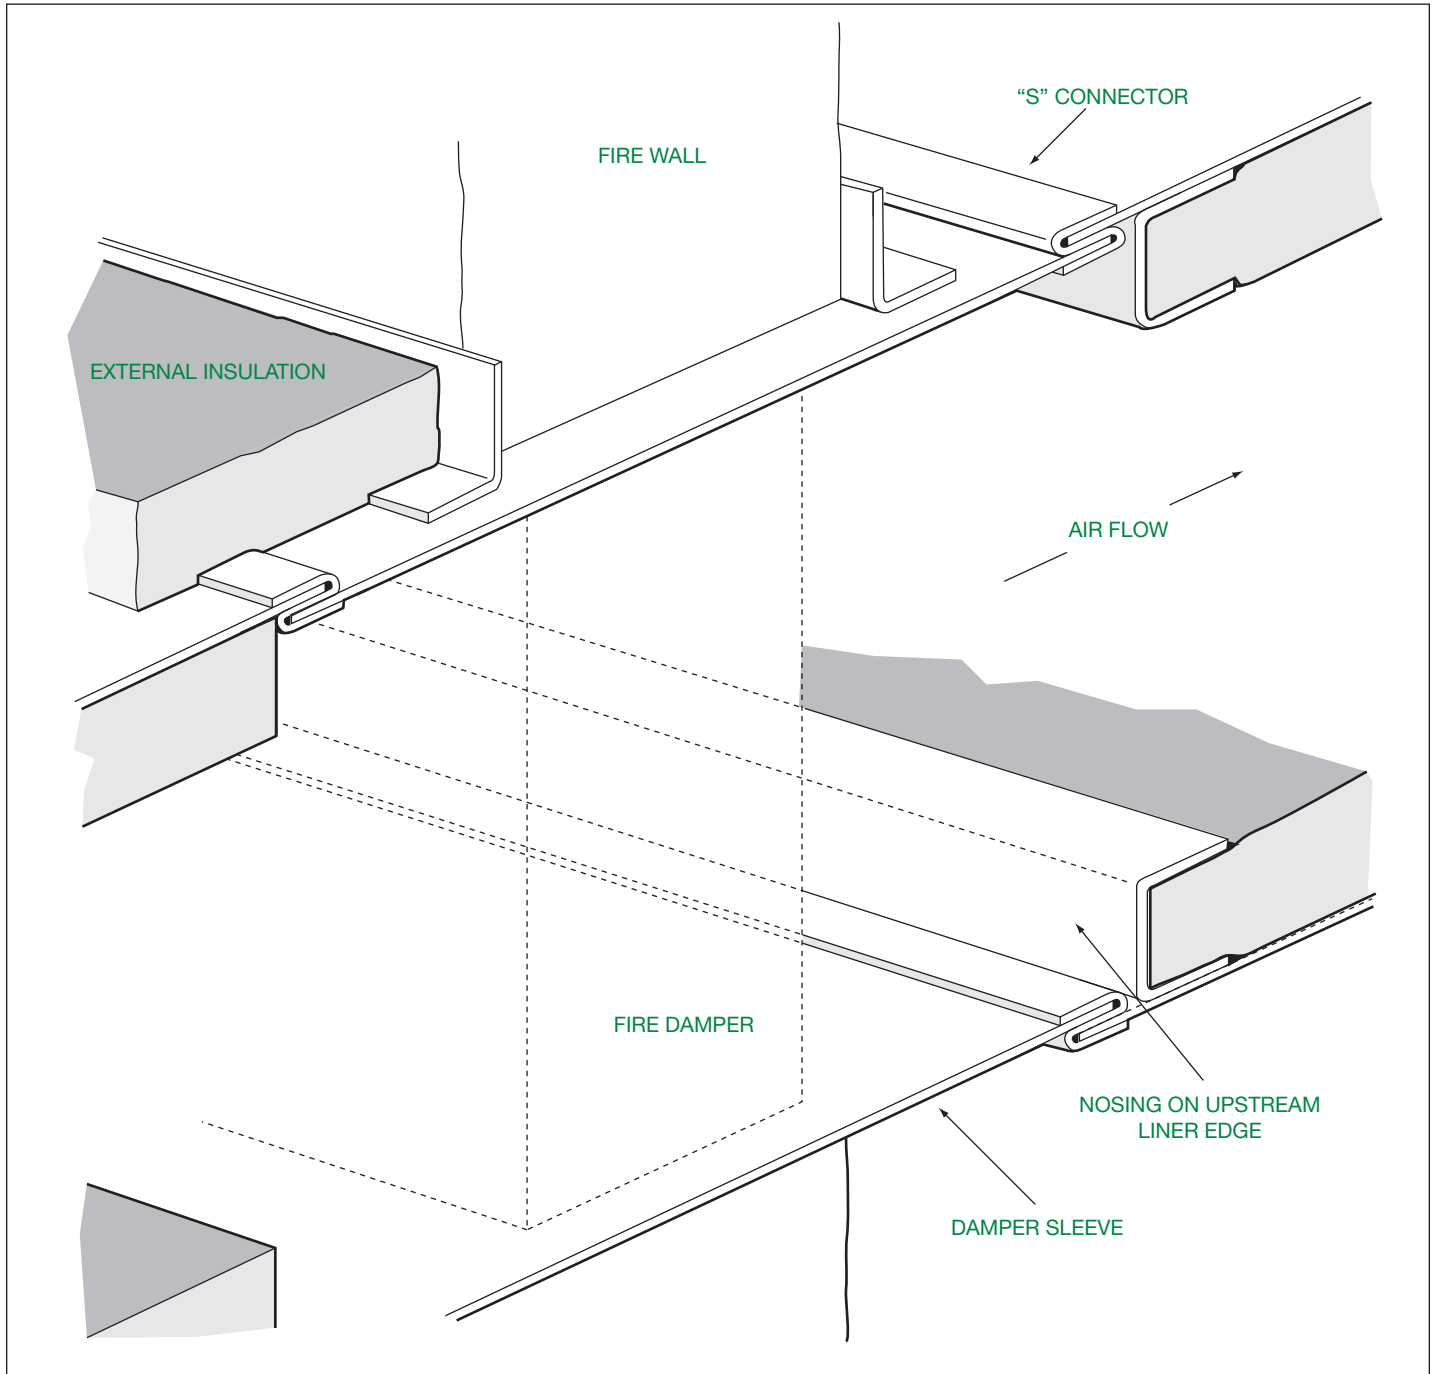 “S” CONNECTOR
FIRE WALL
EXTERNAL INSULATION
AIR FLOW
FIRE DAMPER
NOSING ON UPSTREAM
LINER EDGE
DAMPER SLEEVE